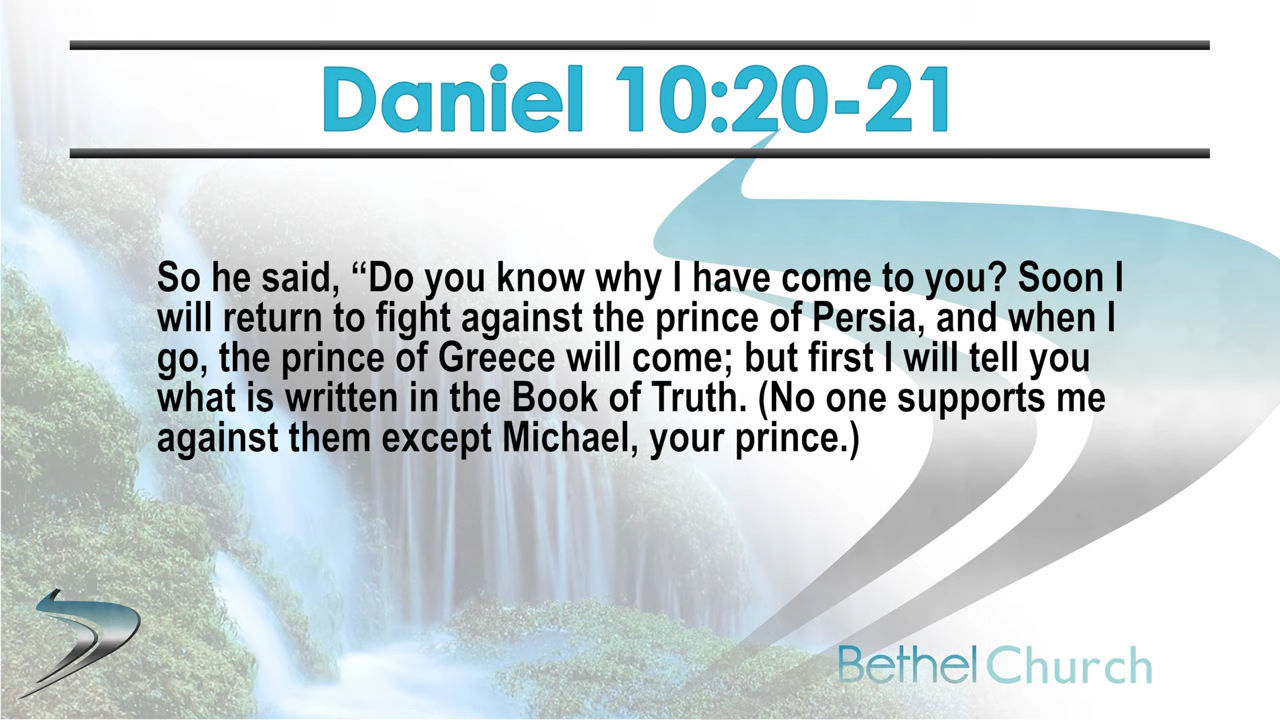 Daniel 10:20-21
So he said, “Do you know why I have come to you? Soon I
will return to fight against the prince of Persia, and when I
go, the prince of Greece will come; but first I will tell you
what is written in the Book of Truth. (No one supports me
against them except Michael, your prince.)
Bethel Church